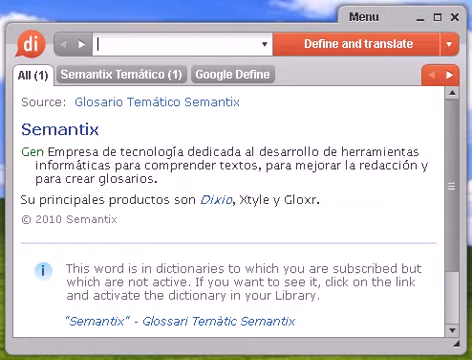 Menu
di
Define and translate
All (1) Semantix Temático (1) Google Define
Source: Glosario Temático Semantix
Semantix
Gen Empresa de tecnología dedicada al desarrollo de herramientas
informáticas para comprender textos, para mejorar la redacción y
para crear glosarios.
Su principales productos son Dixio, Xtyle y Gloxr.
© 2010 Semantix
i
This word is in dictionaries to which you are subscribed but
which are not active. If you want to see it, click on the link
and activate the dictionary in your Library.
"Semantix" - Glossari Temàtic Semantix